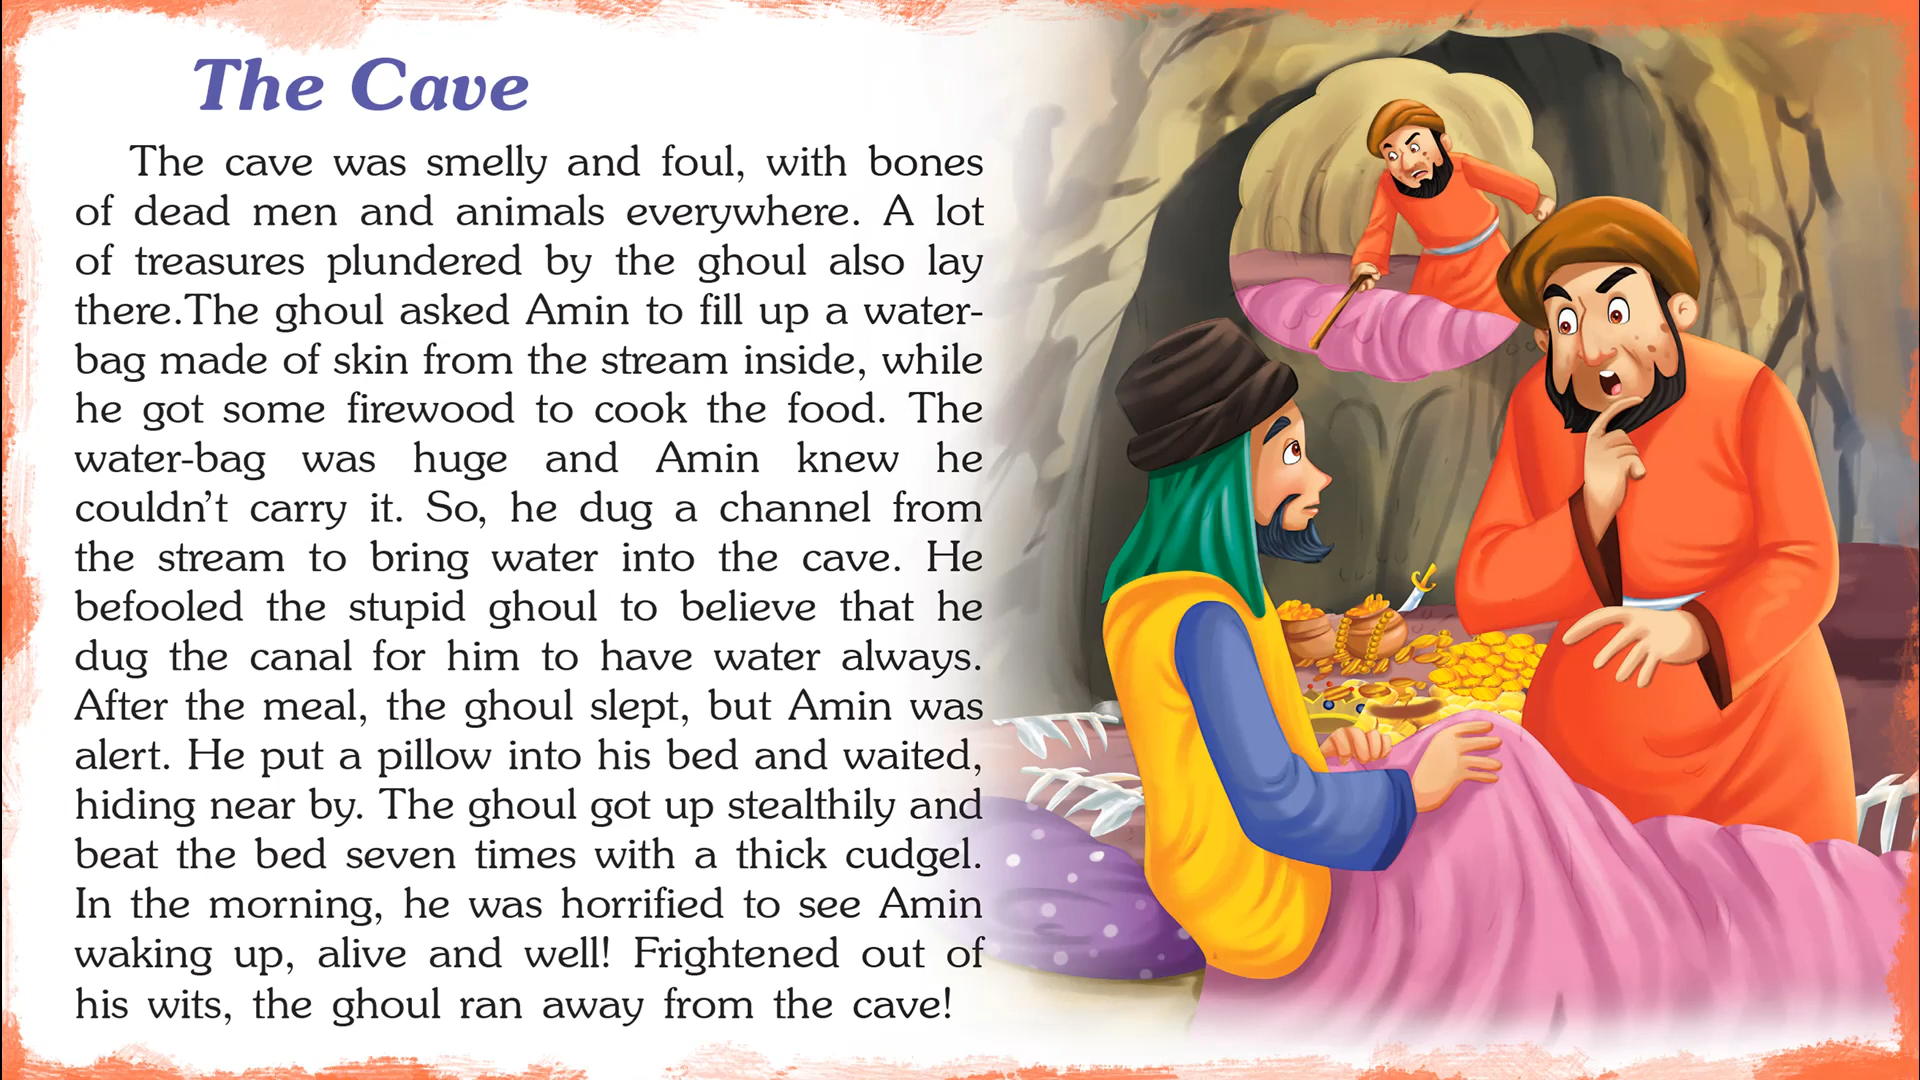 The Cave
The cave was smelly and foul, with bones
of dead men and animals everywhere. A lot
of treasures plundered by the ghoul also lay
there.The ghoul asked Amin to fill up a water-
bag made of skin from the stream inside, while
he got some firewood to cook the food. The
water-bag was huge and Amin knew he
couldn’t carry it. So, he dug a channel from
the stream to bring water into the cave. He
befooled the stupid ghoul to believe that he
dug the canal for him to have water always.
After the meal, the ghoul slept, but Amin was
alert. He put a pillow into his bed and waited,
hiding near by. The ghoul got up stealthily and
beat the bed seven times with a thick cudgel.
In the morning, he was horrified to see Amin
waking up, alive and well! Frightened out of
his wits, the ghoul ran away from the cave!